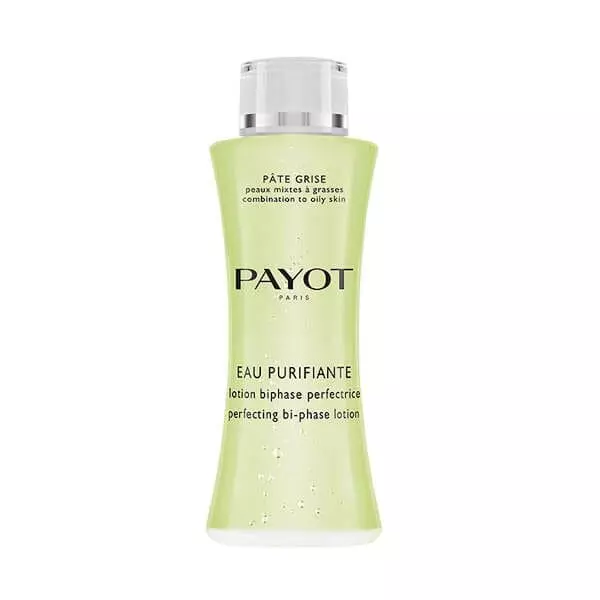 PÂTE GRISE
peaux mixtes à grasses
combination to oily skin
PAYOT
PARIS
EAU PURIFIANTE
lotion biphase perfectrice
perfecting bi-phase lotion